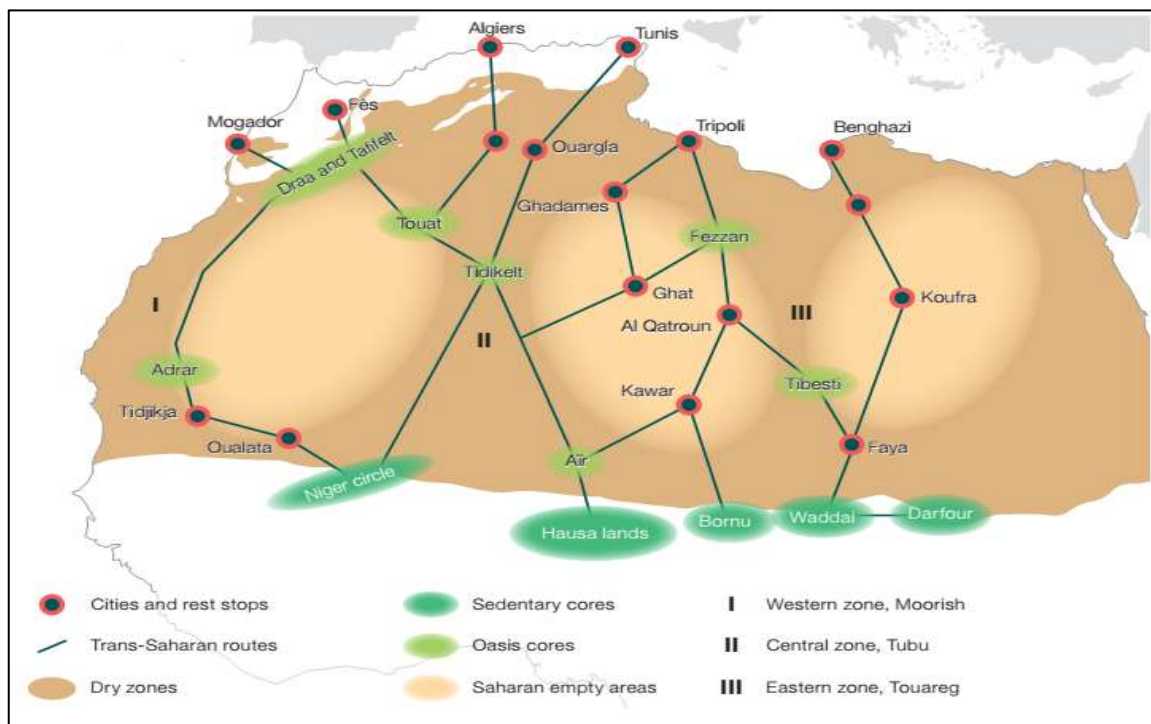 Algiers
Tunis
Fès
Mogador
Draa and Tafifelt
Ouargla
Tripoli
Benghazi
Ghadames
Touat
Fezzan
Tidikelt
Ghat
Koufra
I
II
III
Al Qatroun
Adrar
Kawar
Tibesti
Tidjikja
Oualata
Faya
Aïr
Niger circle
Hausa lands
Bornu
Waddai
Darfour
Cities and rest stops
Sedentary cores
I Western zone, Moorish
Trans-Saharan routes
Oasis cores
II Central zone, Tubu
Dry zones
Saharan empty areas
III Eastern zone, Touareg